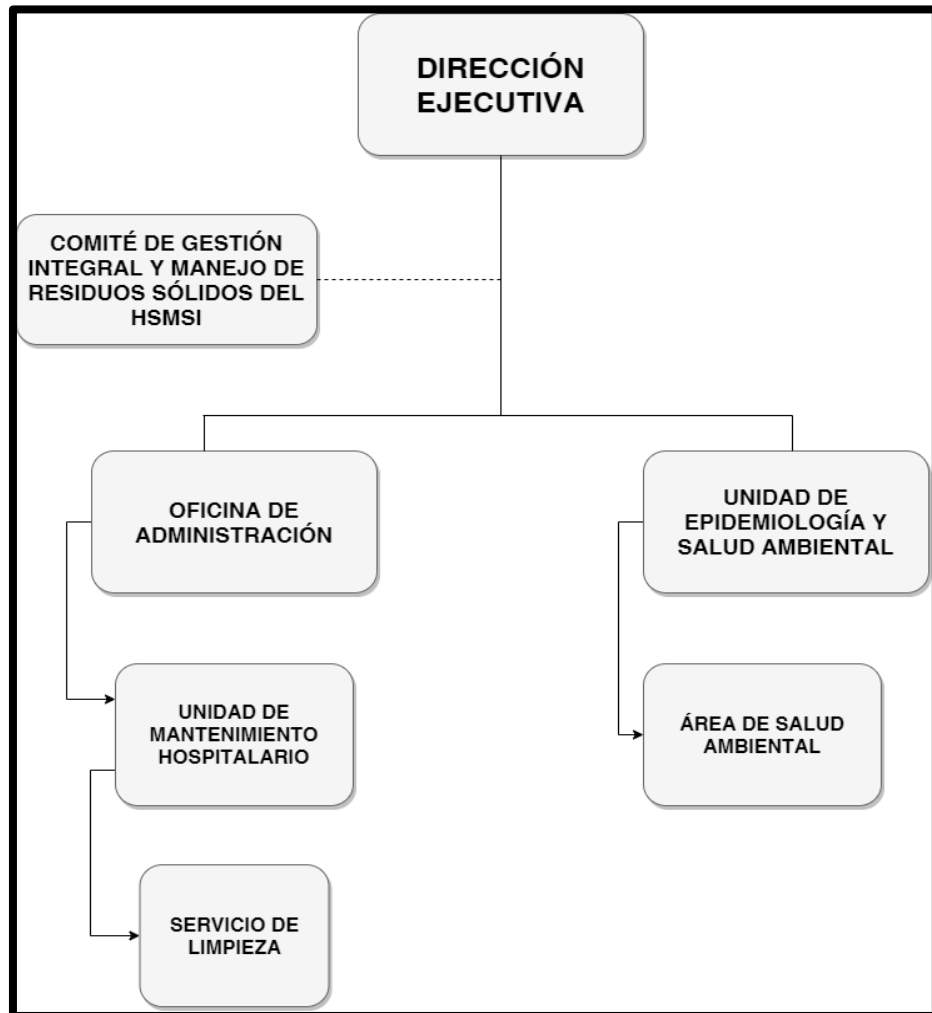 DIRECCIÓN
EJECUTIVA
COMITÉ DE GESTIÓN
INTEGRAL Y MANEJO DE
RESIDUOS SÓLIDOS DEL
HSMSI
OFICINA DE
ADMINISTRACIÓN
UNIDAD DE
EPIDEMIOLOGÍA Y
SALUD AMBIENTAL
UNIDAD DE
MANTENIMIENTO
HOSPITALARIO
ÁREA DE SALUD
AMBIENTAL
SERVICIO DE
LIMPIEZA